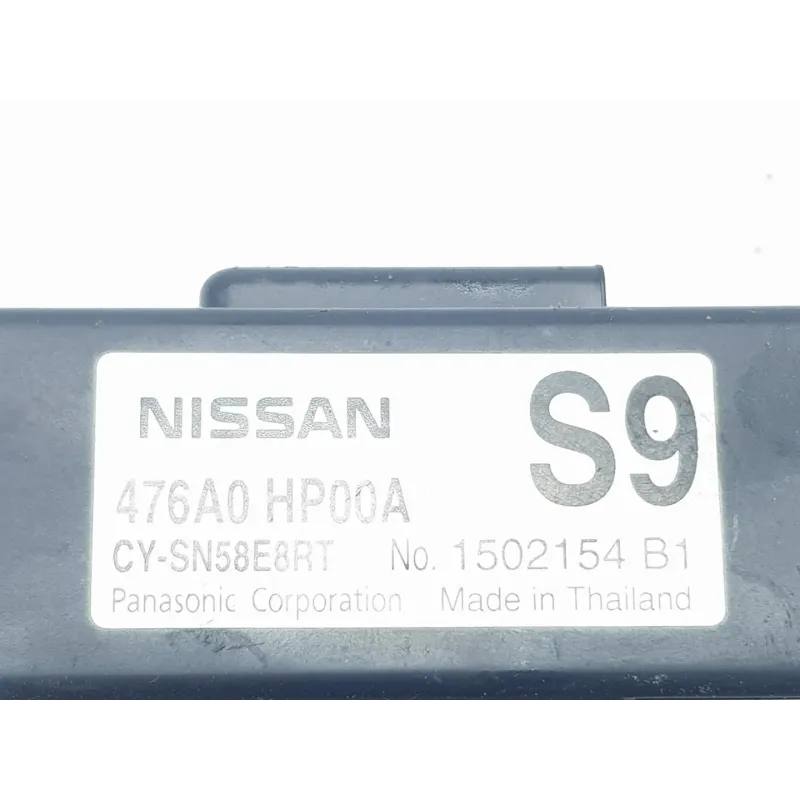 NISSAN S9
476A0 HP00A
CY-SN58E8RT No. 1502154 B1
Panasonic Corporation Made in Thailand